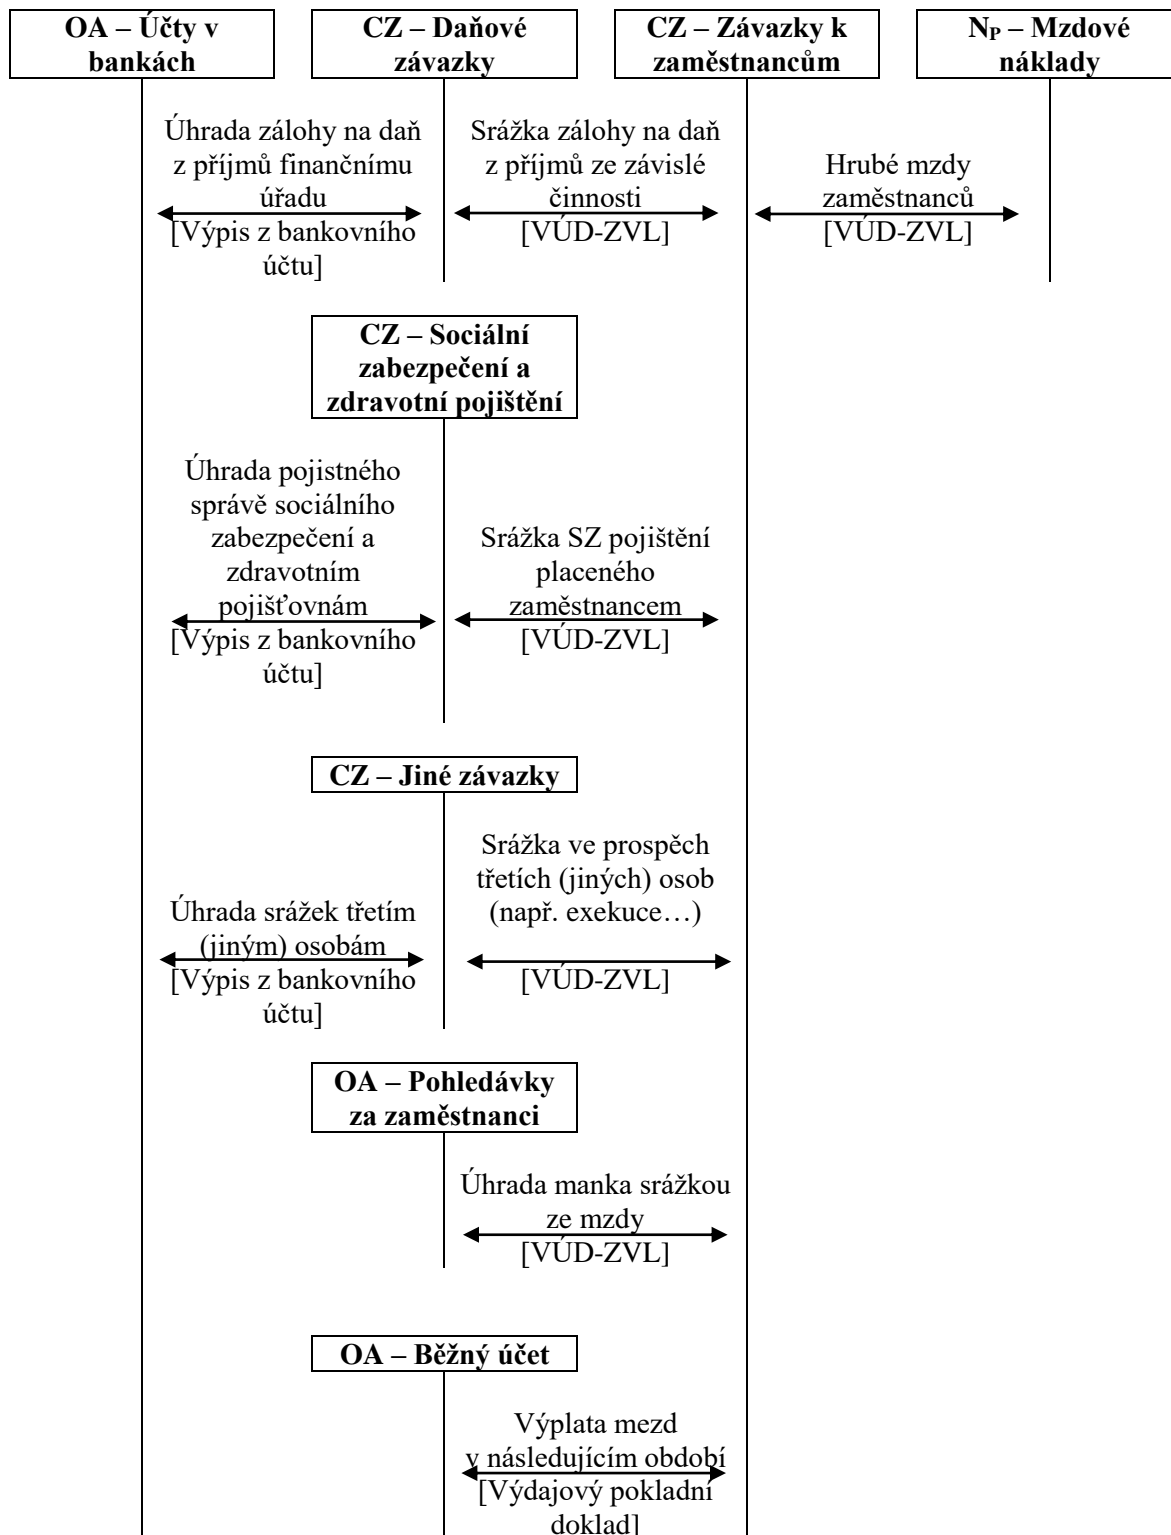 OA – Účty v
bankách
CZ – Daňové
závazky
CZ – Závazky k
zaměstnancům
NP – Mzdové
náklady
Úhrada zálohy na daň
z příjmů finančnímu
úřadu
[Výpis z bankovního
účtu]
Srážka zálohy na daň
z příjmů ze závislé
činnosti
[VÚD-ZVL]
Hrubé mzdy
zaměstnanců
[VÚD-ZVL]
CZ – Sociální
zabezpečení a
zdravotní pojištění
Úhrada pojistného
správě sociálního
zabezpečení a
zdravotním
pojišťovnám
[Výpis z bankovního
účtu]
Srážka SZ pojištění
placeného
zaměstnancem
[VÚD-ZVL]
CZ – Jiné závazky
Úhrada srážek třetím
(jiným) osobám
[Výpis z bankovního
účtu]
Srážka ve prospěch
třetích (jiných) osob
(např. exekuce…)
[VÚD-ZVL]
OA – Pohledávky
za zaměstnanci
Úhrada manka srážkou
ze mzdy
[VÚD-ZVL]
OA – Běžný účet
Výplata mezd
v následujícím období
[Výdajový pokladní
doklad]